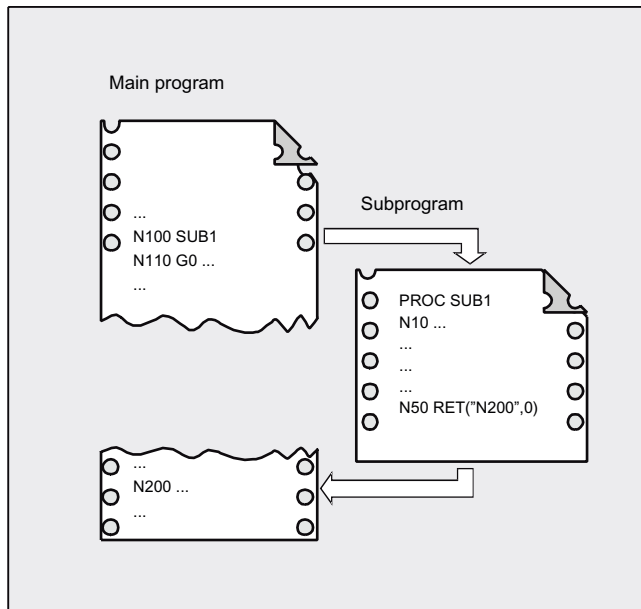 Main program
...
N100 SUB1
N110 G0 ...
...
Subprogram
PROC SUB1
N10 ...
...
...
...
N50 RET(”N200”,0)
...
N200 ...
...